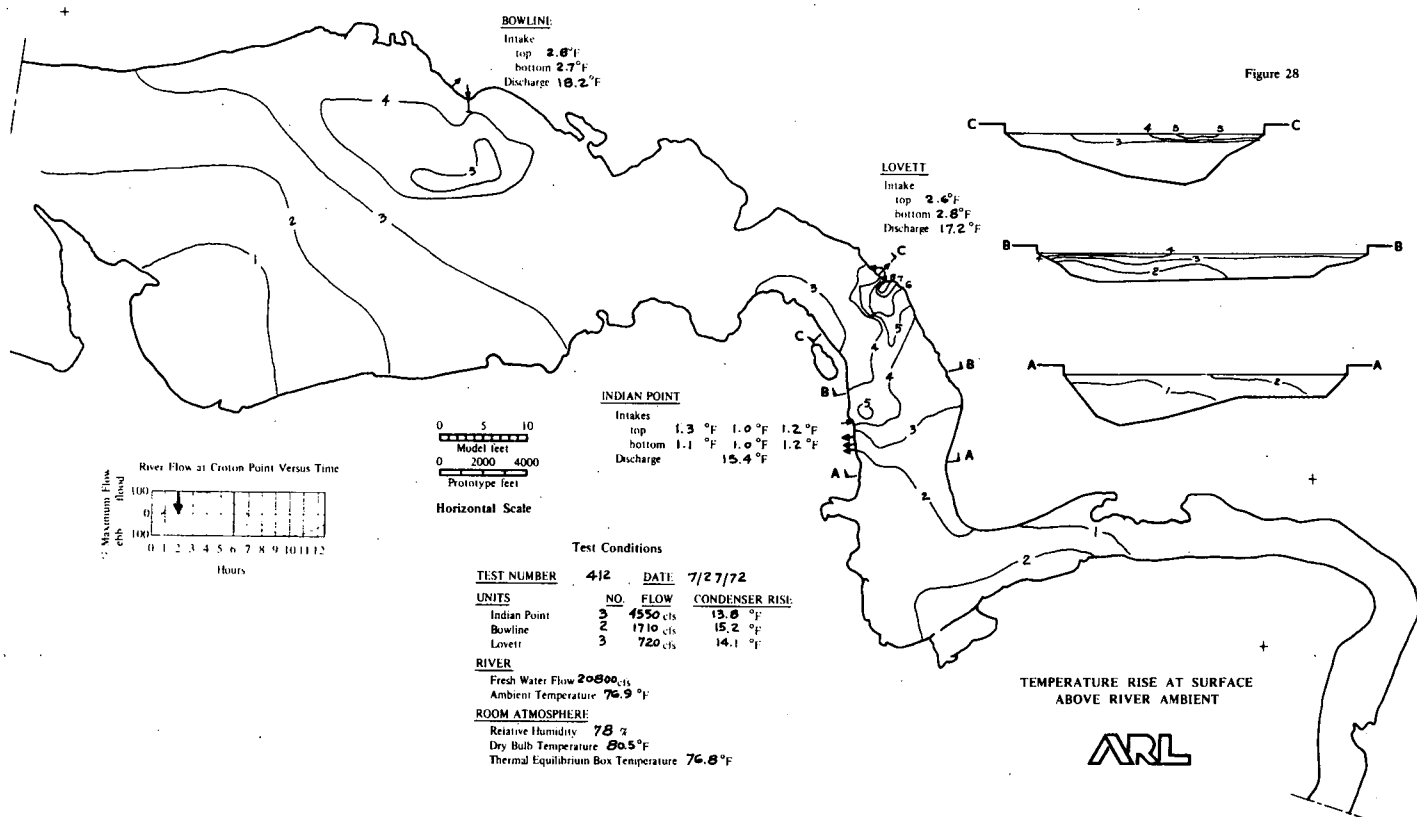 BOWLINE
Intake
top 2.8°F
bottom 2.7°F
Discharge 18.2°F
Figure 28
LOVETT
Intake
top 2.6°F
bottom 2.8°F
Discharge 17.2°F
C C
4 5 5
3
B B
4 4
3
2
A A
1 2
4
5
3
2
1
C
7
6
5
3
4
4
C
B
B
5
3
A
A
2
1
2
INDIAN POINT
Intakes
top 1.3 °F 1.0 °F 1.2 °F
bottom 1.1 °F 1.0 °F 1.2 °F
Discharge 15.4 °F
0 5 10
Model feet
0 2000 4000
Prototype feet
Horizontal Scale
River Flow at Croton Point Versus Time
% Maximum Flow
ebb flood
100
0
100
0 1 2 3 4 5 6 7 8 9 10 11 12
Hours
Test Conditions
TEST NUMBER 412 DATE 7/27/72
UNITS NO. FLOW CONDENSER RISE
Indian Point 3 4550 cfs 13.8 °F
Bowline 2 1710 cfs 15.2 °F
Lovett 3 720 cfs 14.1 °F
RIVER
Fresh Water Flow 20800 cfs
Ambient Temperature 76.9 °F
ROOM ATMOSPHERE
Relative Humidity 78 %
Dry Bulb Temperature 80.5°F
Thermal Equilibrium Box Temperature 76.8°F
TEMPERATURE RISE AT SURFACE
ABOVE RIVER AMBIENT
ARL